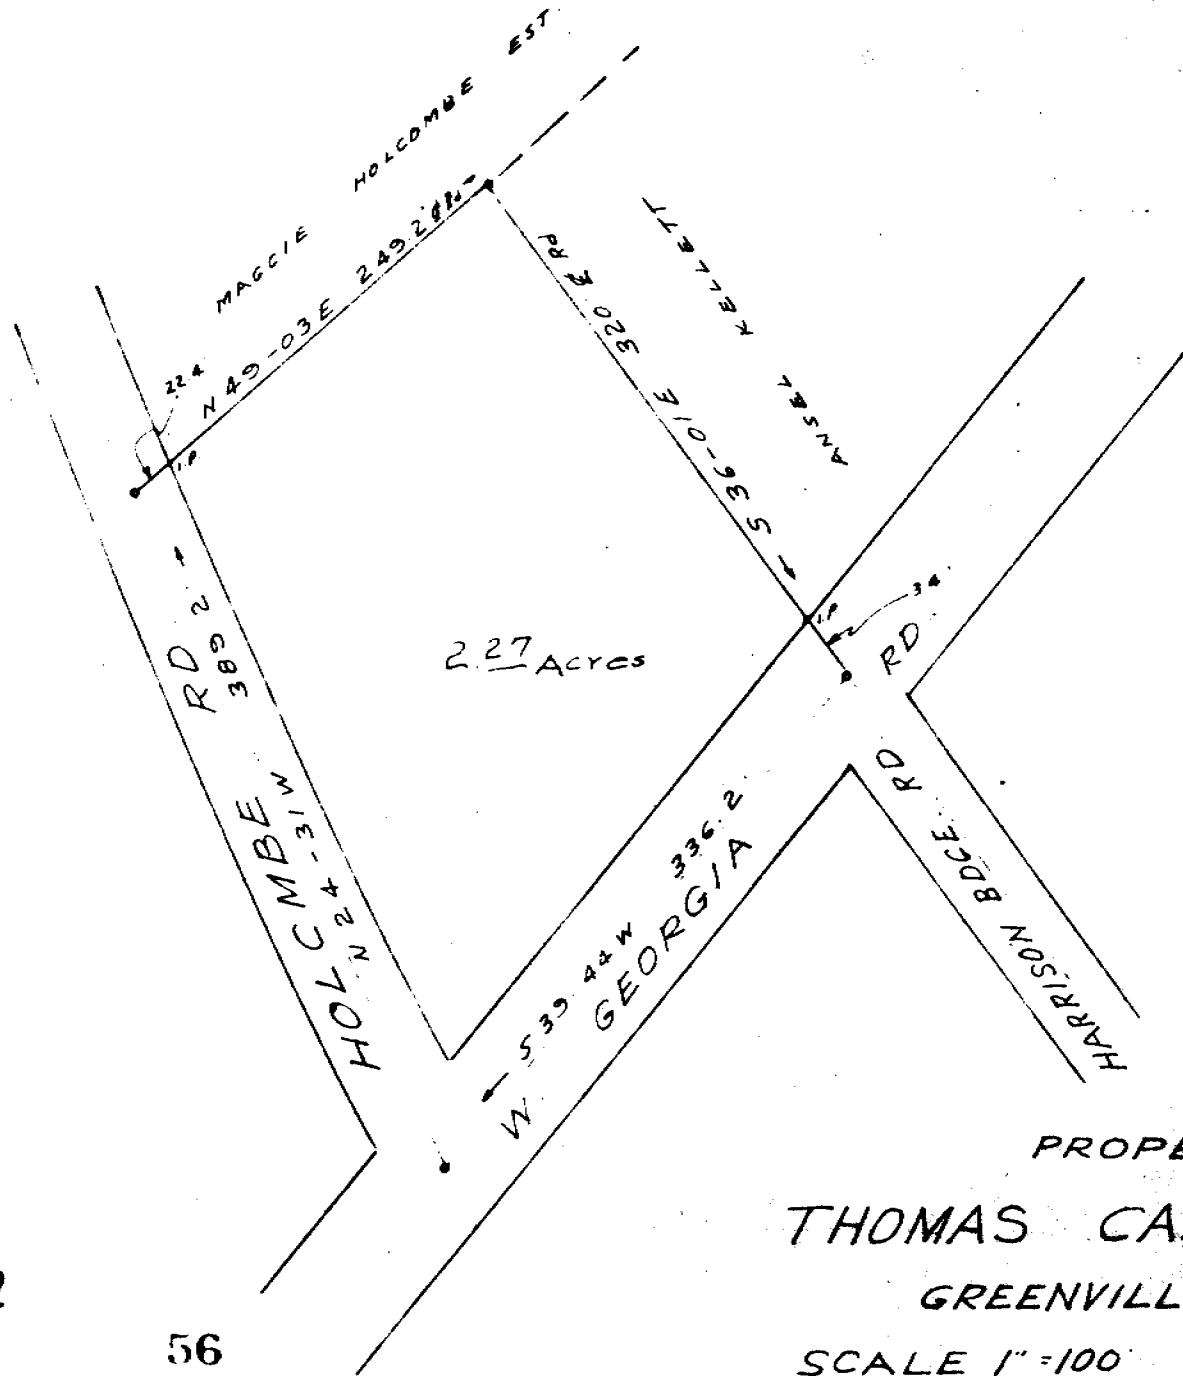 MAGGIE HOLCOMBE EST
N 49-03 E 249.2'
22.4
I.P.
320 Rd
S 36-01 E
ANSEL KELLETT
I.P.
34.
2.27 Acres
HOLCMBE RD
N 24-31 W 389.2
W. GEORGIA RD
S 39.44 W 336.2
HARRISON BDGE. RD
PROPE
THOMAS CA
GREENVILL
SCALE 1"=100'
2
56